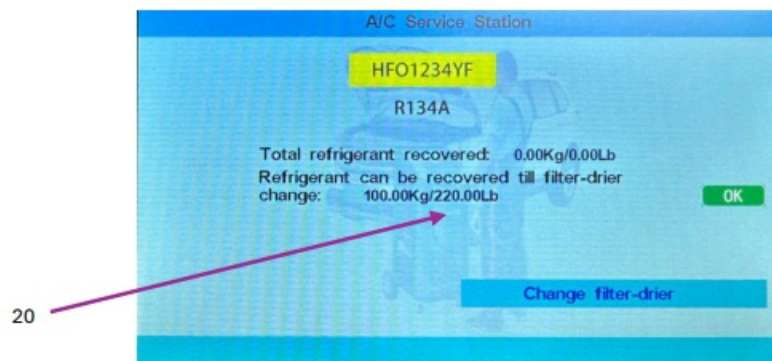 A/C Service Station
HFO1234YF
R134A
Total refrigerant recovered: 0.00Kg/0.00Lb
Refrigerant can be recovered till filter-drier
change: 100.00Kg/220.00Lb
OK
Change filter-drier
20